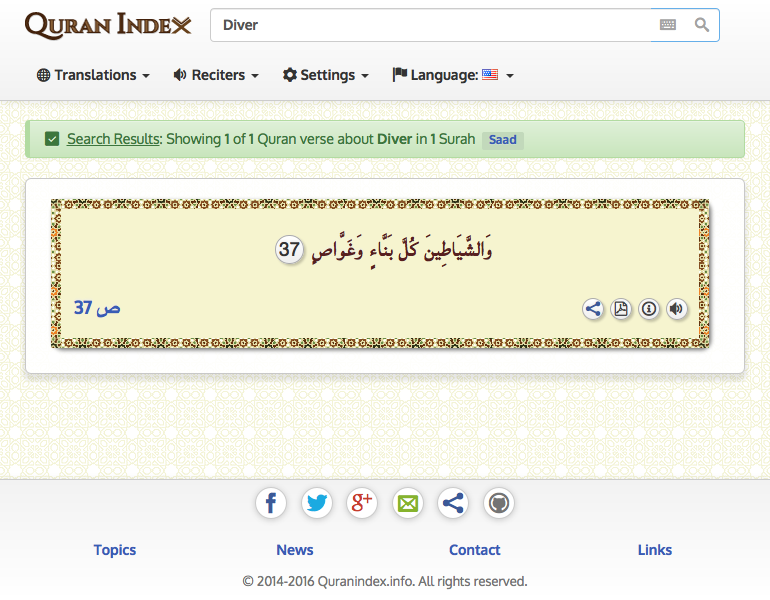 QURAN INDEX
Diver
Translations Reciters Settings Language:
Search Results: Showing 1 of 1 Quran verse about Diver in 1 Surah Saad
وَالشَّيَاطِينَ كُلَّ بَنَّاءٍ وَغَوَّاصٍ 37
ص 37
Topics News Contact Links
© 2014-2016 Quranindex.info. All rights reserved.